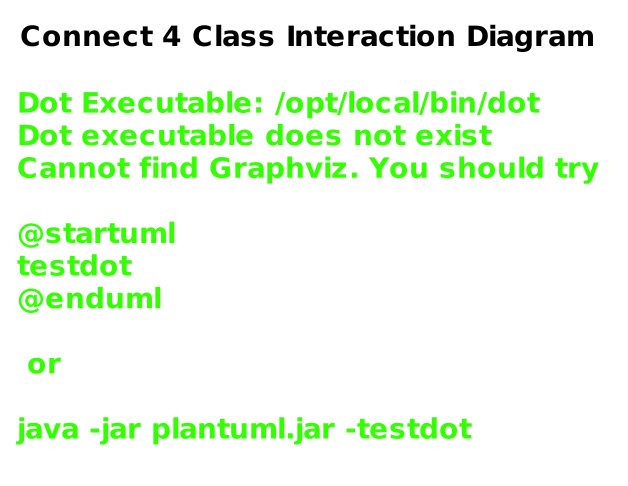 Connect 4 Class Interaction Diagram
Dot Executable: /opt/local/bin/dot
Dot executable does not exist
Cannot find Graphviz. You should try
@startuml
testdot
@enduml
or
java -jar plantuml.jar -testdot